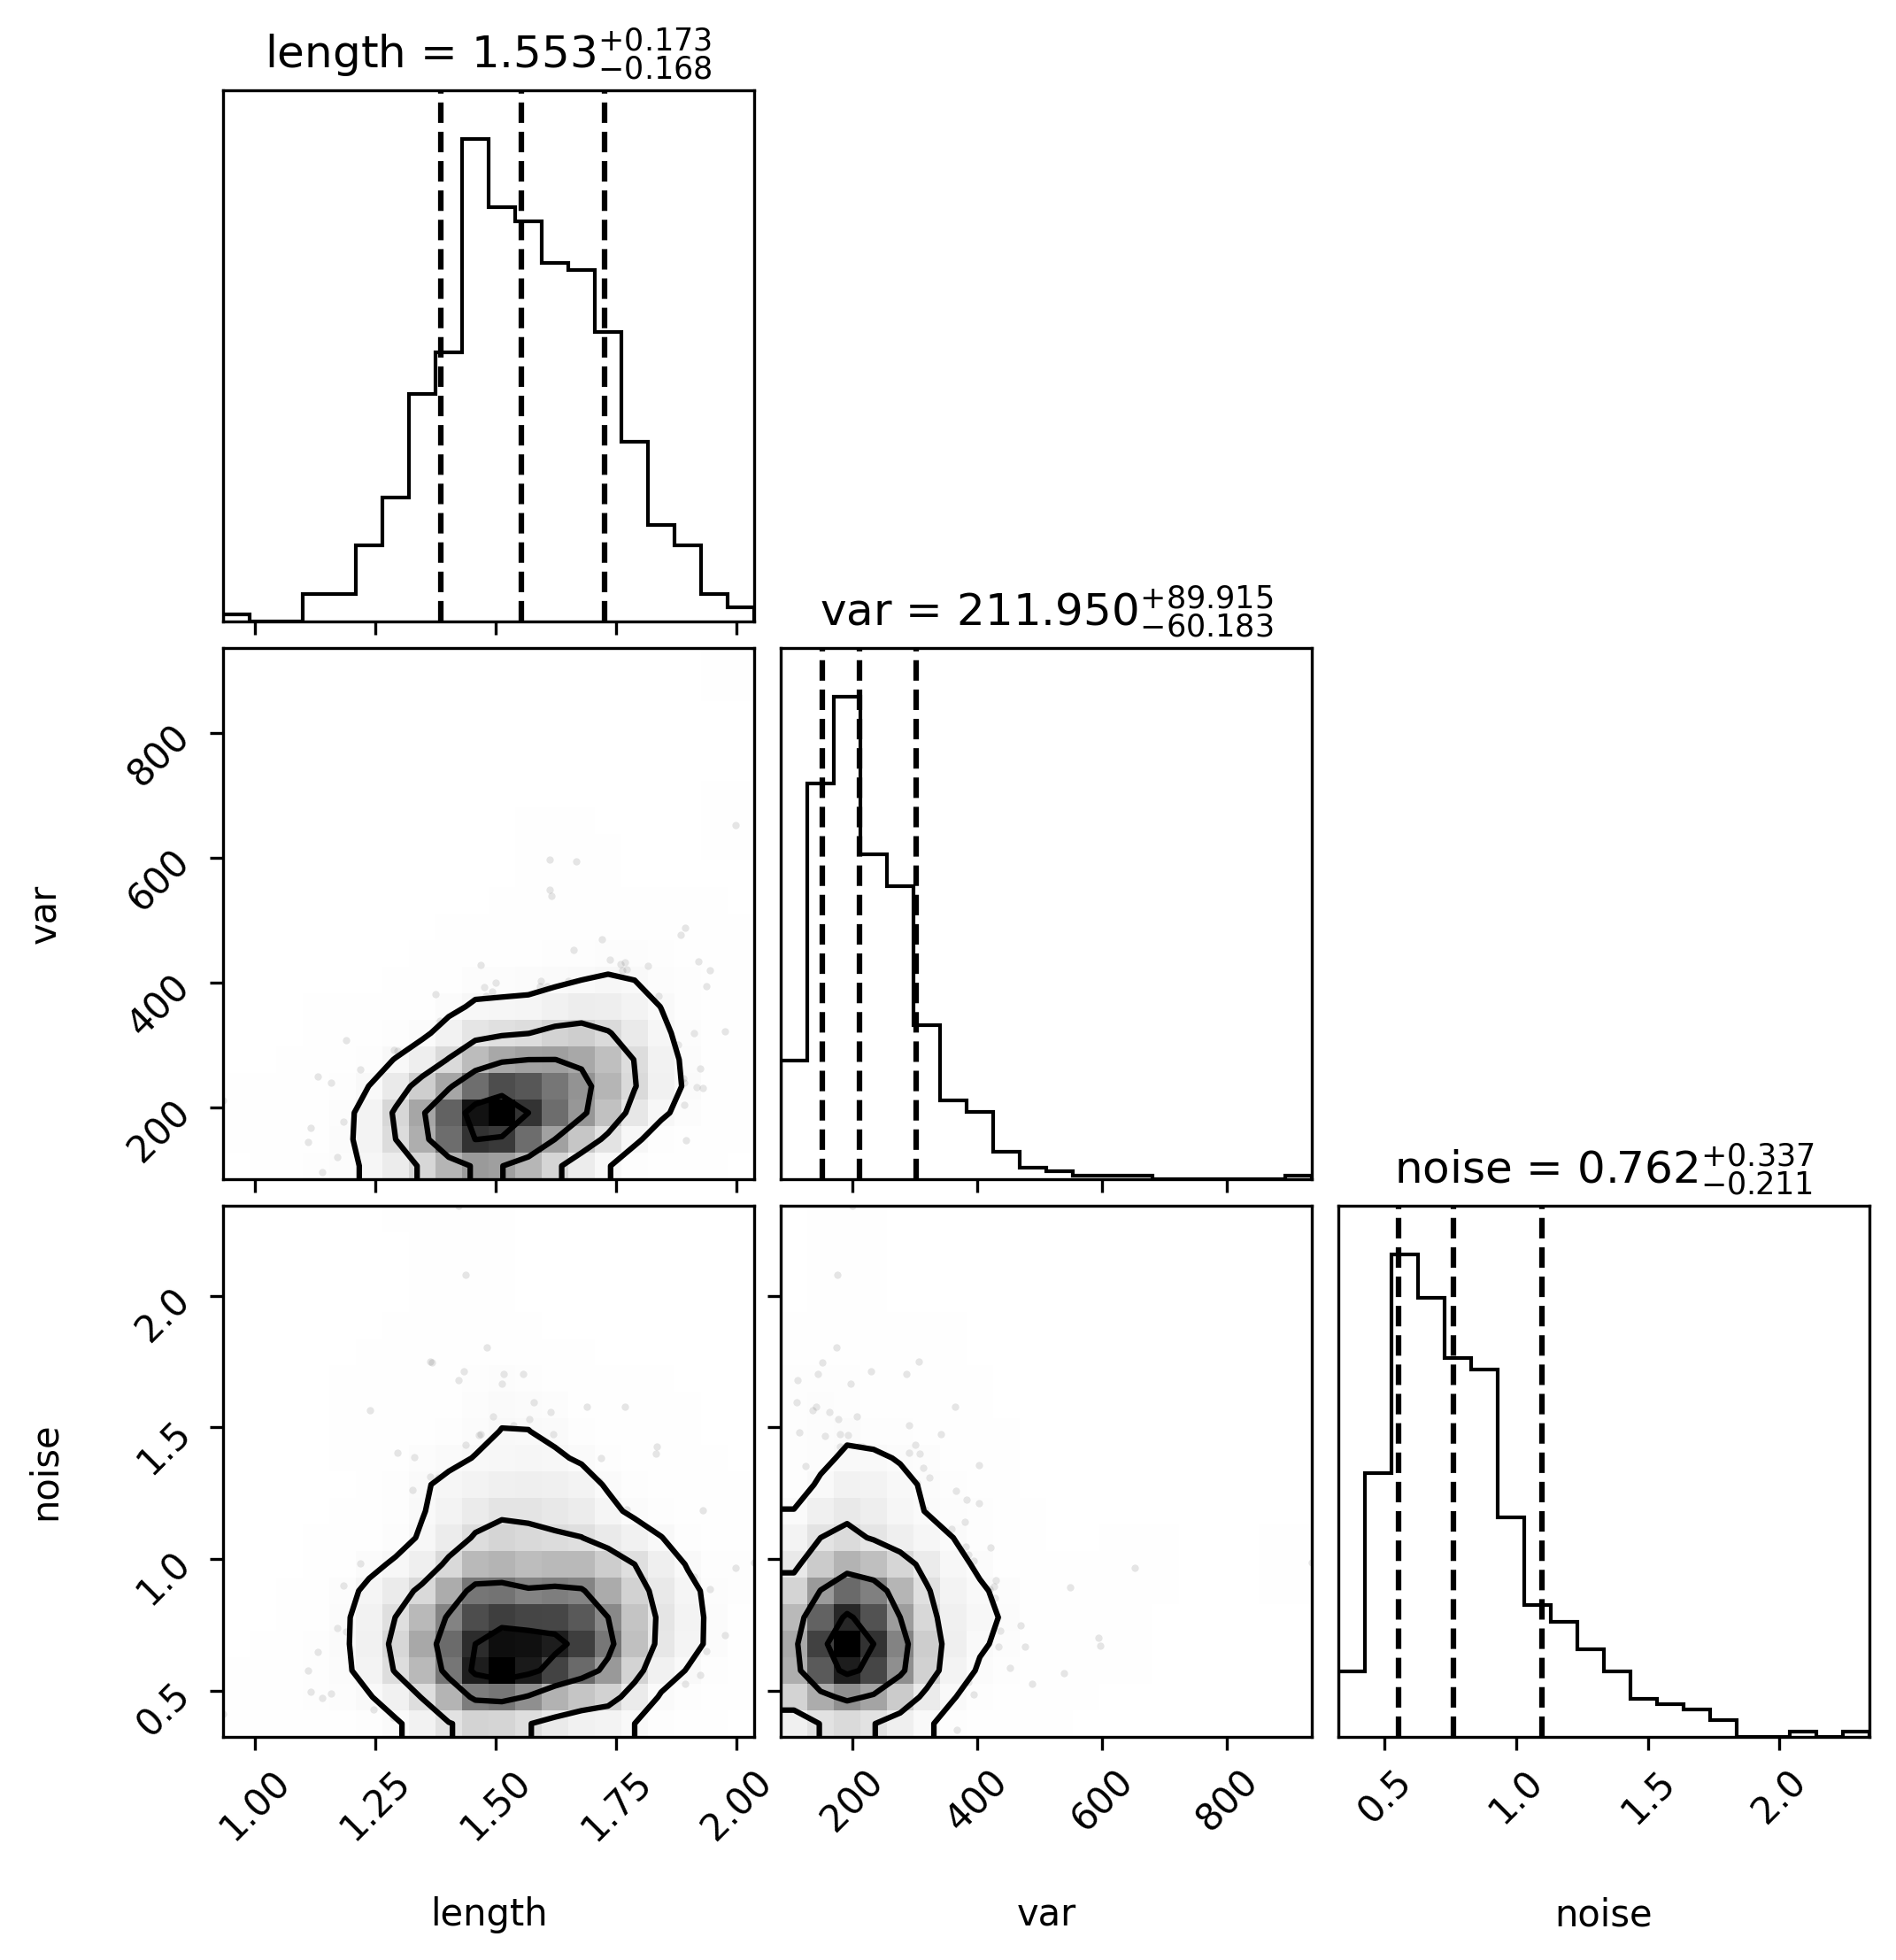 length = 1.553+0.173 −0.168
var = 211.950+89.915 −60.183
800
600
400
200
var
noise = 0.762+0.337 −0.211
2.0
1.5
1.0
0.5
noise
1.00 1.25 1.50 1.75 2.00 200 400 600 800 0.5 1.0 1.5 2.0
length var noise